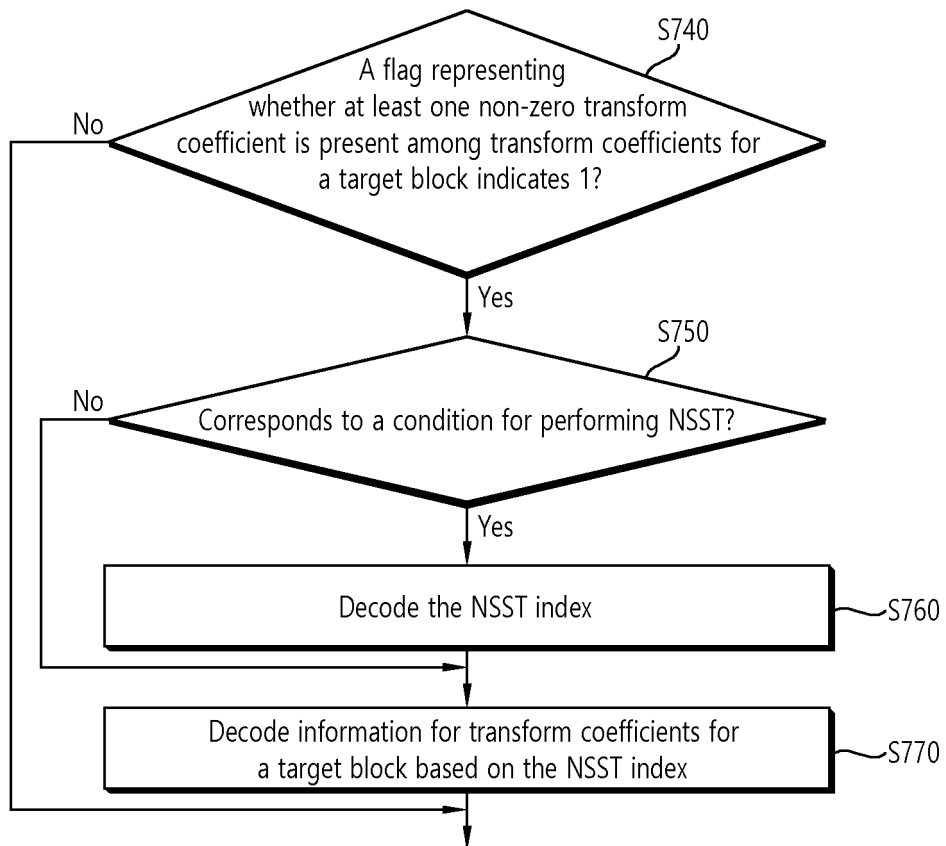 S740
A flag representing
whether at least one non-zero transform
coefficient is present among transform coefficients for
a target block indicates 1?
No
Yes
S750
No
Corresponds to a condition for performing NSST?
Yes
Decode the NSST index
S760
Decode information for transform coefficients for
a target block based on the NSST index
S770